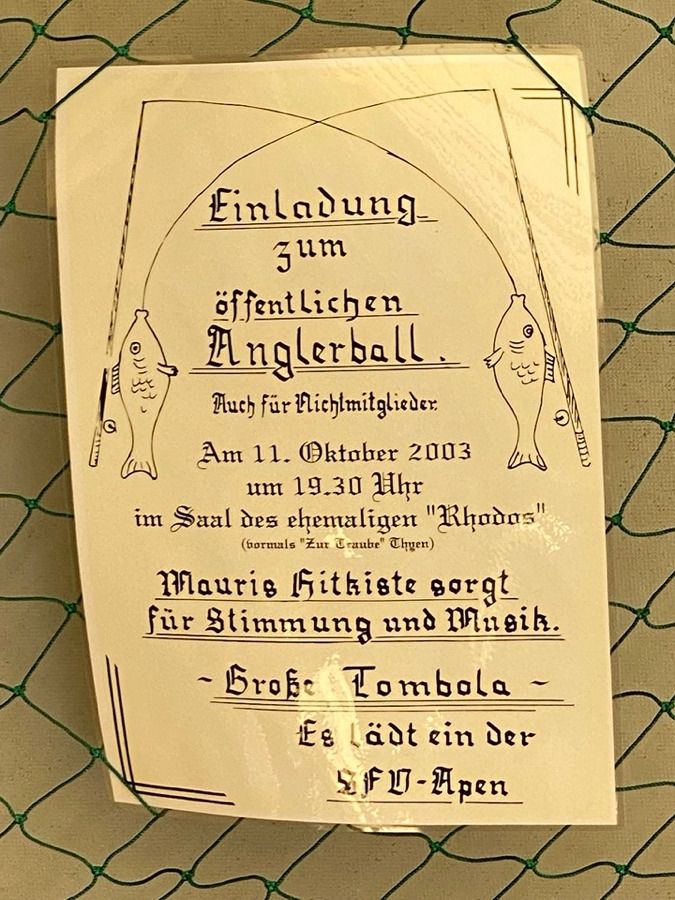 Einladung
zum
öffentlichen
Anglerball.
Auch für Nichtmitglieder.
Am 11. Oktober 2003
um 19.30 Uhr
im Saal des ehemaligen "Rhodos"
(vormals "Zur Traube" Thyen)
Mauris Hitkiste sorgt
für Stimmung und Musik.
- Große Tombola -
Es lädt ein der
SFV-Apen